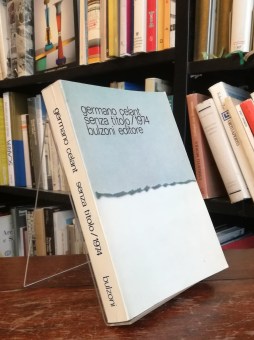 germano celant
senza titolo/1974
bulzoni editore
germano celant
senza titolo/1974
bulzoni